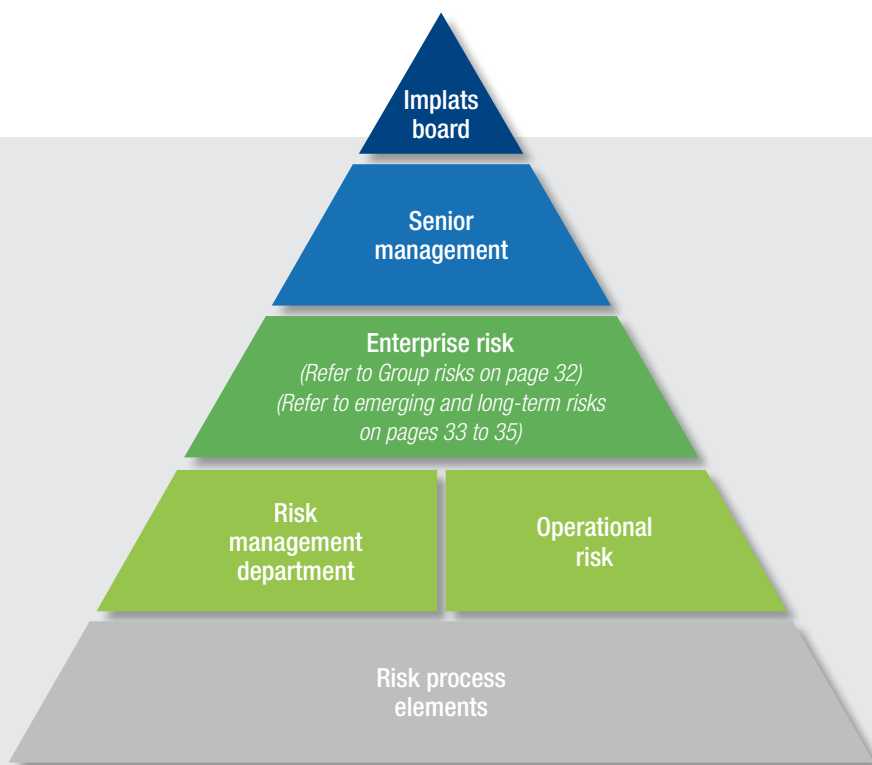 Implats
board
Senior
management
Enterprise risk
(Refer to Group risks on page 32)
(Refer to emerging and long-term risks
on pages 33 to 35)
Risk
management
department
Operational
risk
Risk process
elements